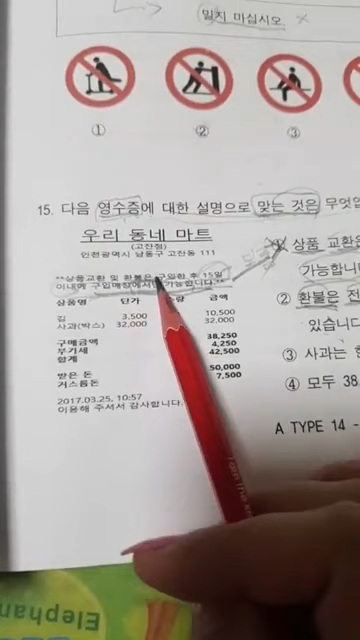 밀지 마십시오
①
②
③
15. 다음 영수증에 대한 설명으로 맞는 것은
우리 동네 마트
(고잔점)
인천광역시 남동구 고잔동 111
**상품교환 및 환불은 구입한 후 15일
이내에 구입매장에서만 가능합니다.**
상품명 단가 금액
김 3,500 10,500
사과(박스) 32,000 32,000
구매금액 38,250
부가세 4,250
합계 42,500
받은 돈 50,000
거스름돈 7,500
2017.03.25, 10:57
이용해 주셔서 감사합니다.
상품 교환은
가능합니
② 환불은
있습니다
③ 사과는
④ 모두 38
A TYPE 14 -
Elephan